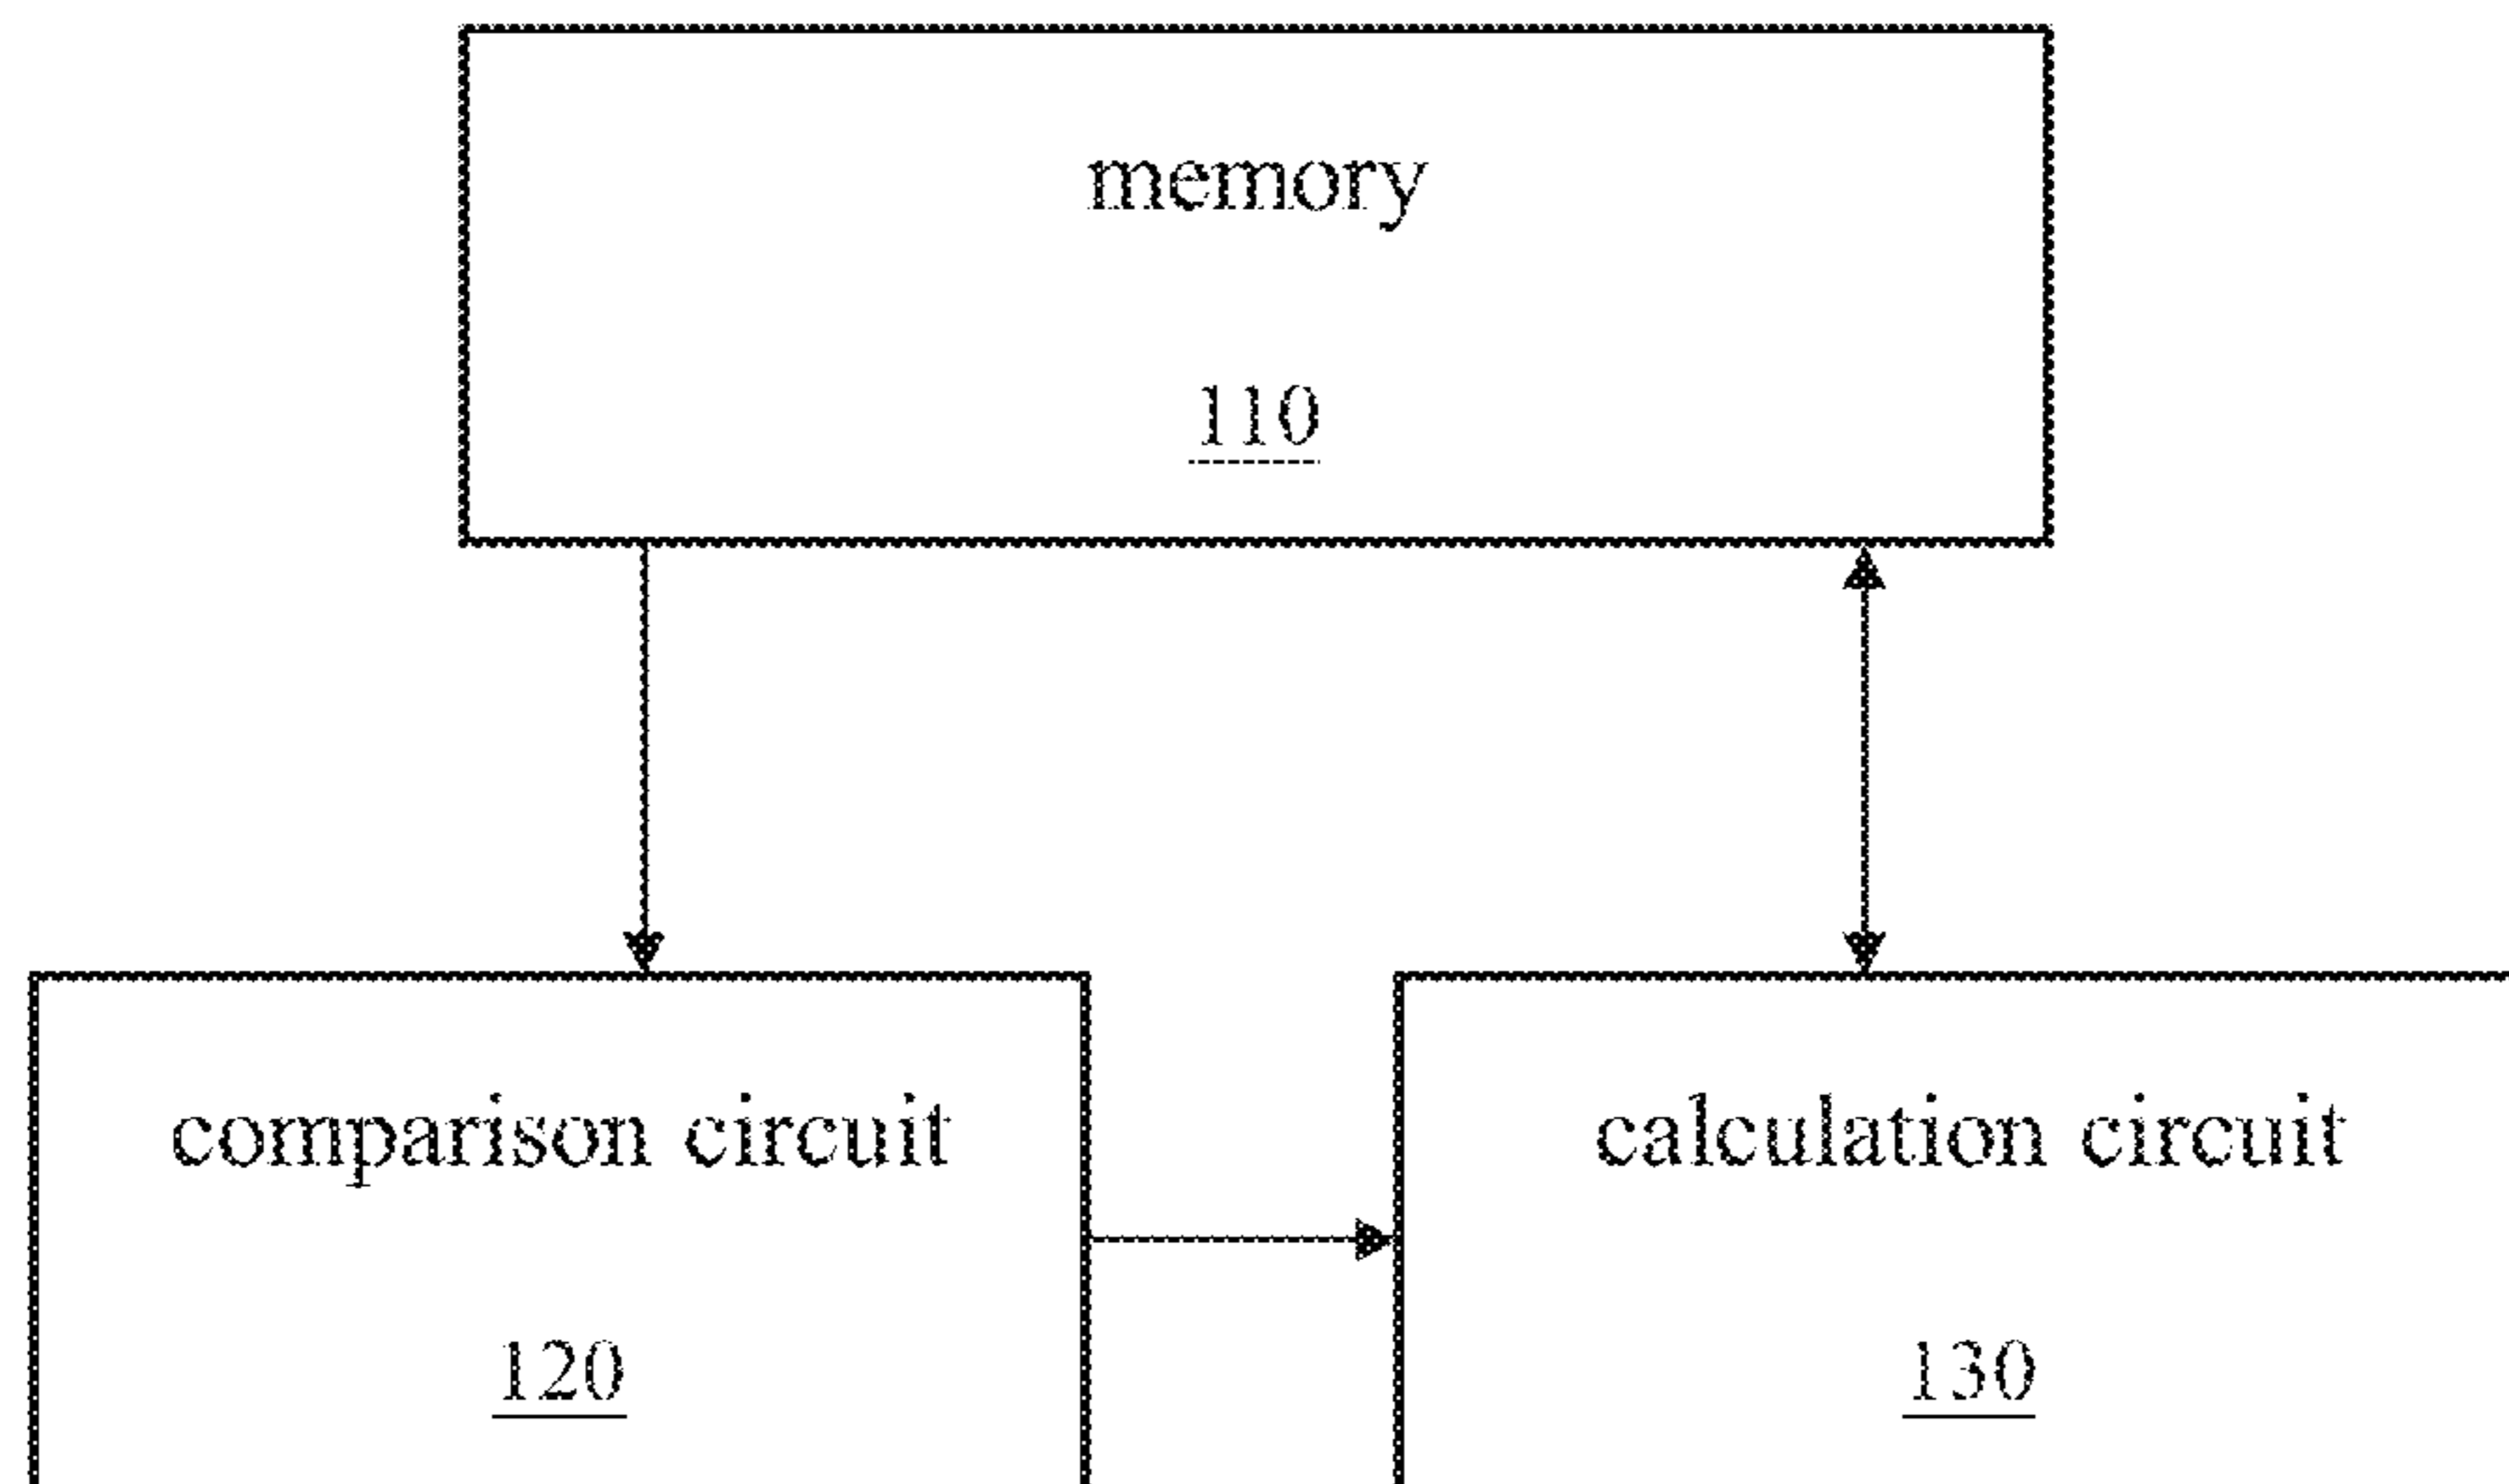 memory
110
comparison circuit
120
calculation circuit
130